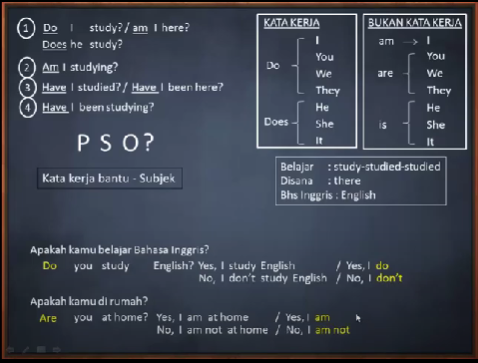 1 Do I study? / am I here?
Does he study?
2 Am I studying?
3 Have I studied? / Have I been here?
4 Have I been studying?
P S O ?
Kata kerja bantu - Subjek
KATA KERJA
Do
I
You
We
They
Does
He
She
It
BUKAN KATA KERJA
am → I
are
You
We
They
is
He
She
It
Belajar : study-studied-studied
Disana : there
Bhs Inggris : English
Apakah kamu belajar Bahasa Inggris?
Do you study English? Yes, I study English / Yes, I do
No, I don't study English / No, I don't
Apakah kamu di rumah?
Are you at home? Yes, I am at home / Yes, I am
No, I am not at home / No, I am not